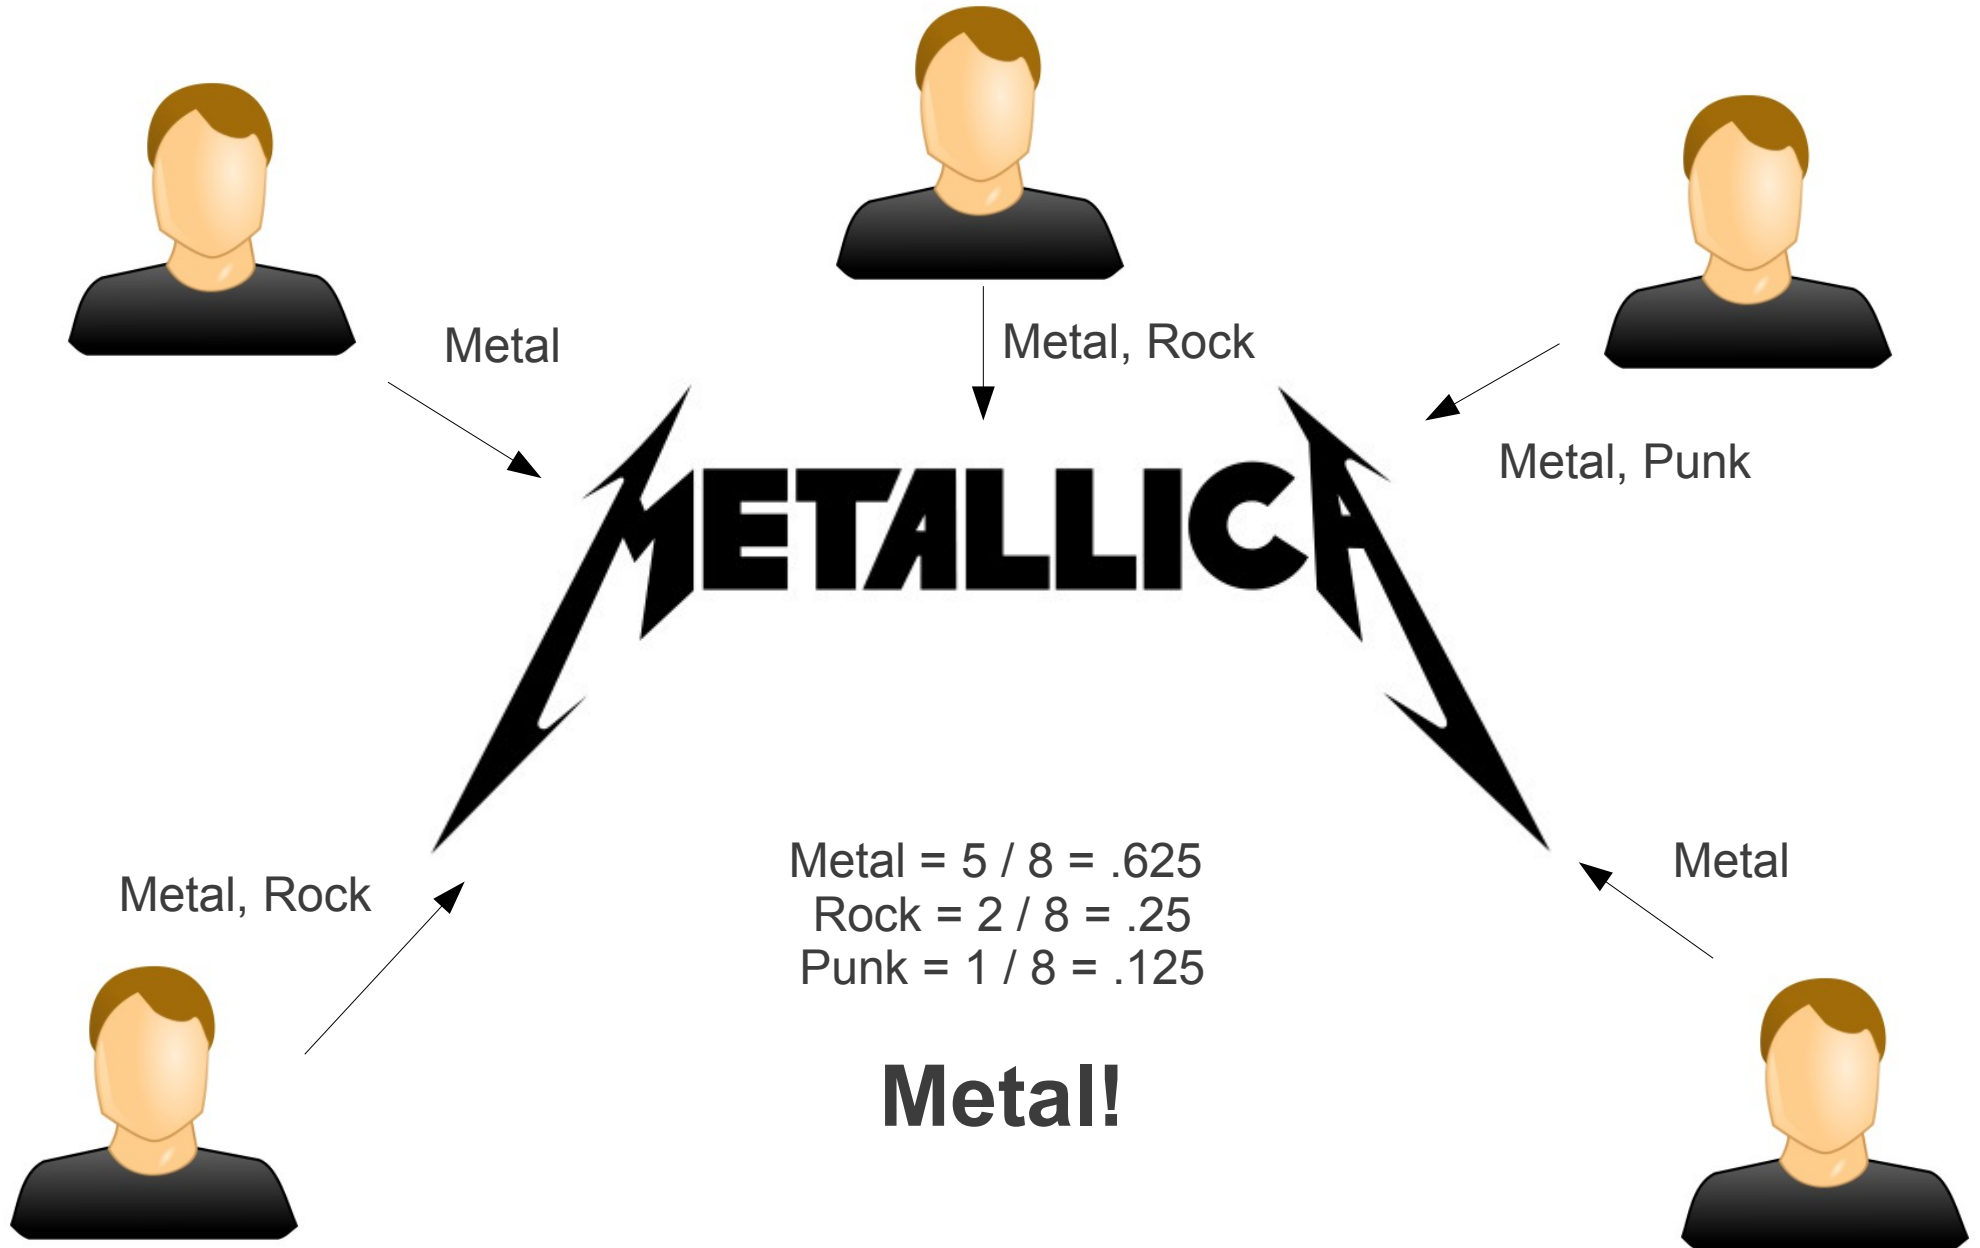 Metal
Metal, Rock
Metal, Punk
METALLICA
Metal, Rock
Metal
Metal = 5 / 8 = .625
Rock = 2 / 8 = .25
Punk = 1 / 8 = .125
Metal!